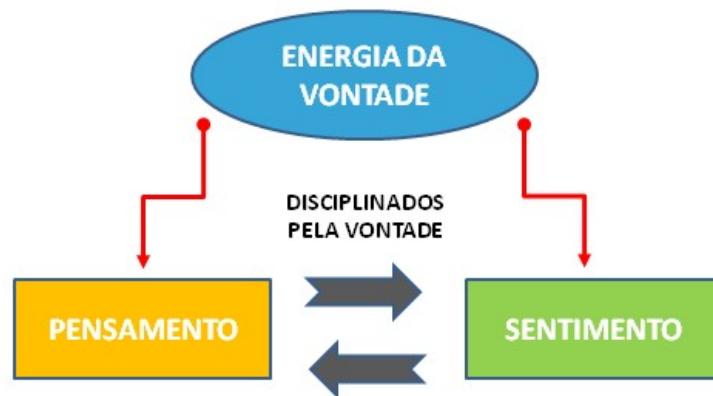 ENERGIA DA
VONTADE
DISCIPLINADOS
PELA VONTADE
PENSAMENTO
SENTIMENTO